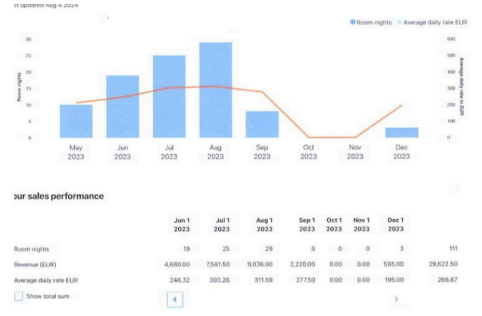 st updated Aug 8 2024
Room nights
Average daily rate EUR
30
25
20
15
10
5
0
Room nights
600
500
400
300
200
100
0
Average daily rate in EUR
May Jun Jul Aug Sep Oct Nov Dec
2023 2023 2023 2023 2023 2023 2023 2023
our sales performance
Jun 1 Jul 1 Aug 1 Sep 1 Oct 1 Nov 1 Dec 1
2023 2023 2023 2023 2023 2023 2023
Room nights 19 25 29 8 0 0 3 111
Revenue (EUR) 4,680.00 7,581.50 9,036.00 2,220.00 0.00 0.00 585.00 29,622.50
Average daily rate EUR 246.32 303.26 311.59 277.50 0.00 0.00 195.00 266.87
Show total sum